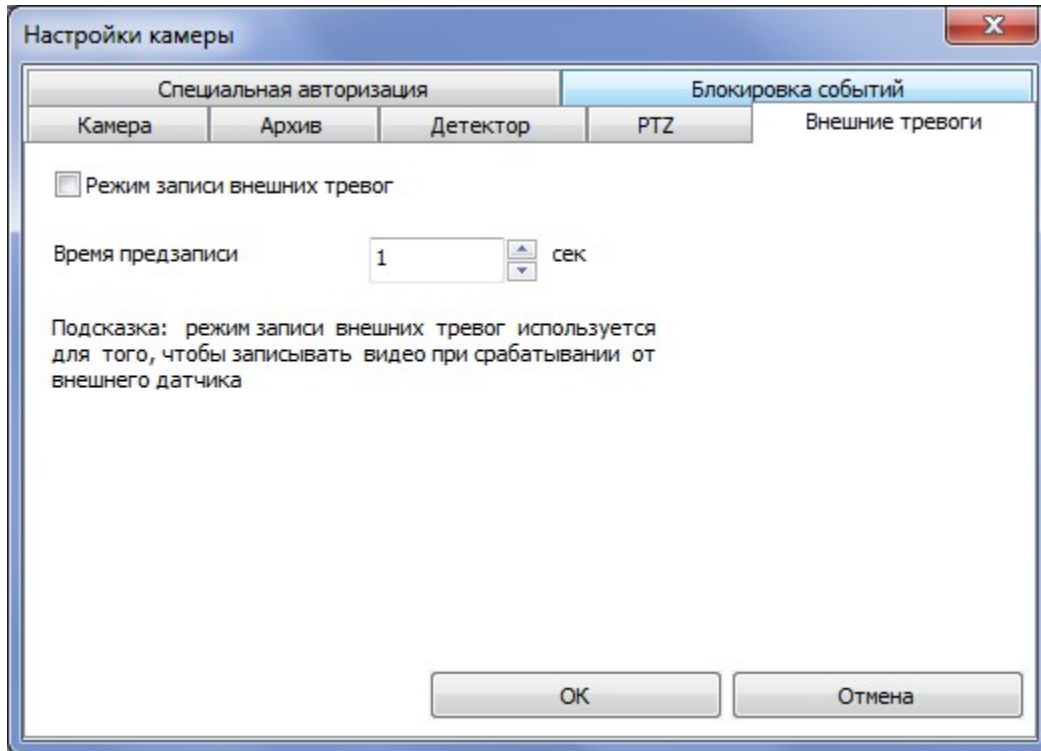 Настройки камеры
Специальная авторизация
Блокировка событий
Камера
Архив
Детектор
PTZ
Внешние тревоги
Режим записи внешних тревог
Время предзаписи 1 сек
Подсказка: режим записи внешних тревог используется
для того, чтобы записывать видео при срабатывании от
внешнего датчика
OK
Отмена